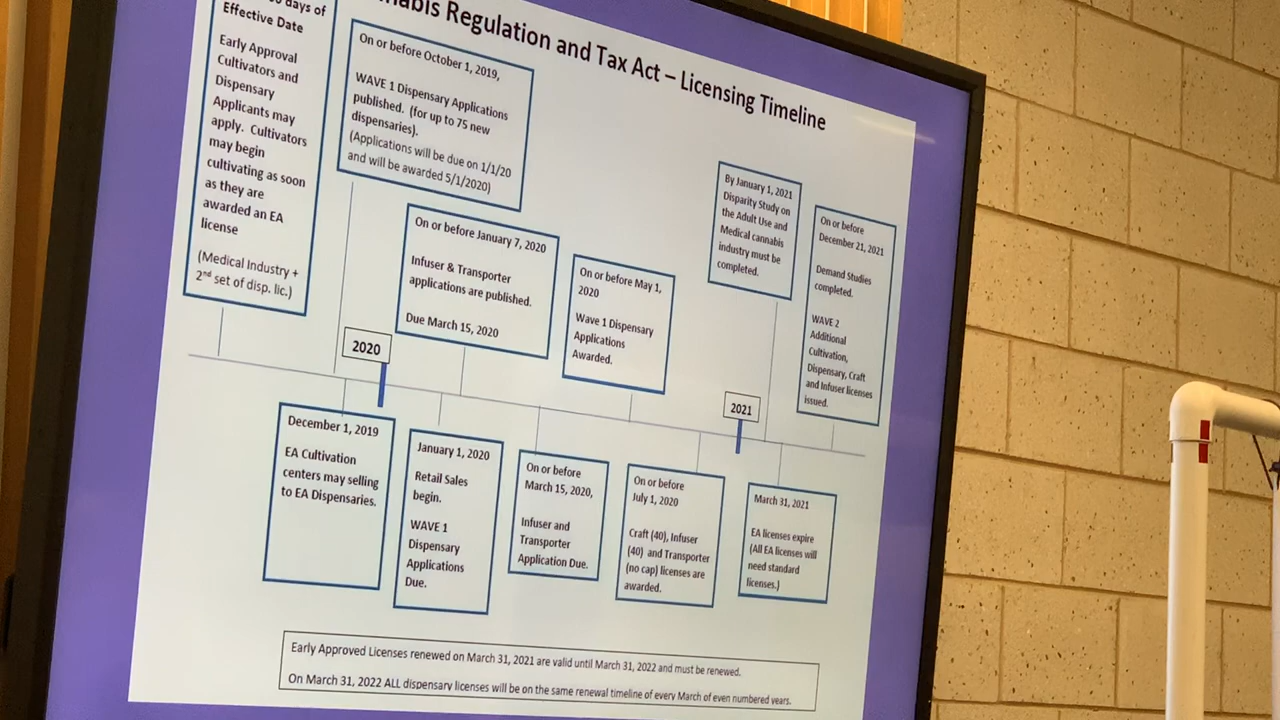 Regulation and Tax Act – Licensing Timeline
days of
Effective Date
Early Approval
Cultivators and
Dispensary
Applicants may
apply. Cultivators
may begin
cultivating as soon
as they are
awarded an EA
license
(Medical Industry +
2nd set of disp. lic.)
On or before October 1, 2019,
WAVE 1 Dispensary Applications
published. (for up to 75 new
dispensaries).
(Applications will be due on 1/1/20
and will be awarded 5/1/2020)
On or before January 7, 2020
Infuser & Transporter
applications are published.
Due March 15, 2020
On or before May 1,
2020
Wave 1 Dispensary
Applications
Awarded.
By January 1, 2021
Disparity Study on
the Adult Use and
Medical cannabis
industry must be
completed.
On or before
December 21, 2021
Demand Studies
completed.
WAVE 2
Additional
Cultivation,
Dispensary, Craft
and Infuser licenses
issued.
2020
2021
December 1, 2019
EA Cultivation
centers may selling
to EA Dispensaries.
January 1, 2020
Retail Sales
begin.
WAVE 1
Dispensary
Applications
Due.
On or before
March 15, 2020,
Infuser and
Transporter
Application Due.
On or before
July 1, 2020
Craft (40), Infuser
(40) and Transporter
(no cap) licenses are
awarded.
March 31, 2021
EA licenses expire
(All EA licenses will
need standard
licenses.)
Early Approved Licenses renewed on March 31, 2021 are valid until March 31, 2022 and must be renewed.
On March 31, 2022 ALL dispensary licenses will be on the same renewal timeline of every March of even numbered years.